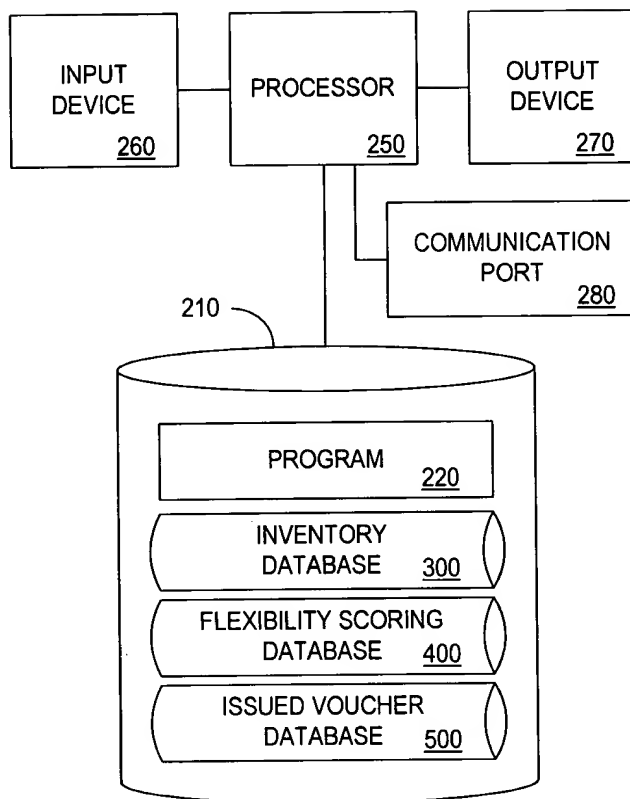 INPUT
DEVICE
260
PROCESSOR
250
OUTPUT
DEVICE
270
COMMUNICATION
PORT
280
210
PROGRAM
220
INVENTORY
DATABASE 300
FLEXIBILITY SCORING
DATABASE 400
ISSUED VOUCHER
DATABASE 500